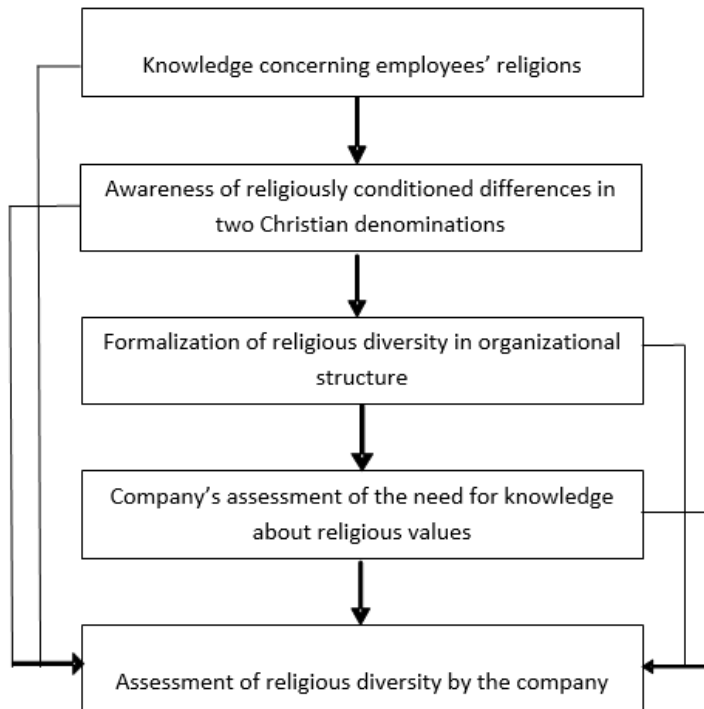 Knowledge concerning employees’ religions
Awareness of religiously conditioned differences in
two Christian denominations
Formalization of religious diversity in organizational
structure
Company’s assessment of the need for knowledge
about religious values
Assessment of religious diversity by the company